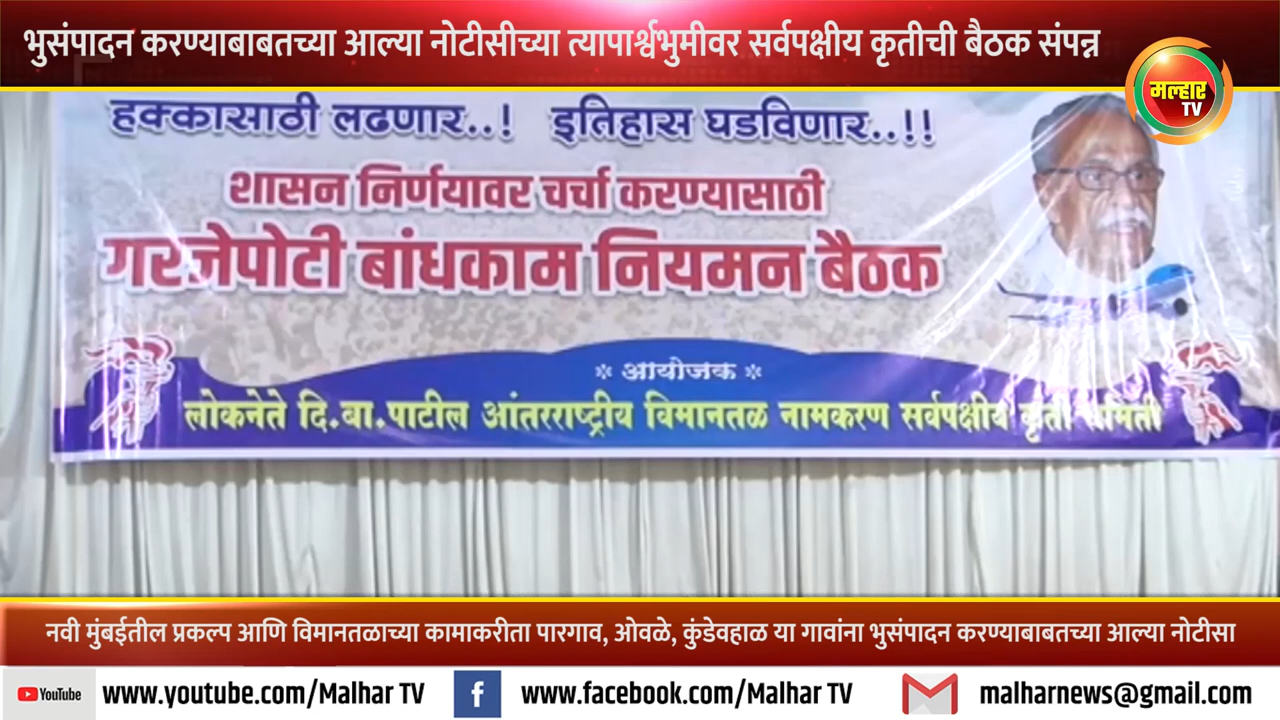 भुसंपादन करण्याबाबतच्या आल्या नोटीसीच्या त्यापार्श्वभुमीवर सर्वपक्षीय कृतीची बैठक संपन्न
मल्हार
TV
हक्कासाठी लढणार..! इतिहास घडविणार..!!
शासन निर्णयावर चर्चा करण्यासाठी
गरजेपोटी बांधकाम नियमन बैठक
आयोजक
लोकनेते दि.बा.पाटील आंतरराष्ट्रीय विमानतळ नामकरण सर्वपक्षीय कृती समिती
नवी मुंबईतील प्रकल्प आणि विमानतळाच्या कामाकरीता पारगाव, ओवळे, कुंडेवहाळ या गावांना भुसंपादन करण्याबाबतच्या आल्या नोटीसा
YouTube www.youtube.com/Malhar TV f www.facebook.com/Malhar TV malharnews@gmail.com